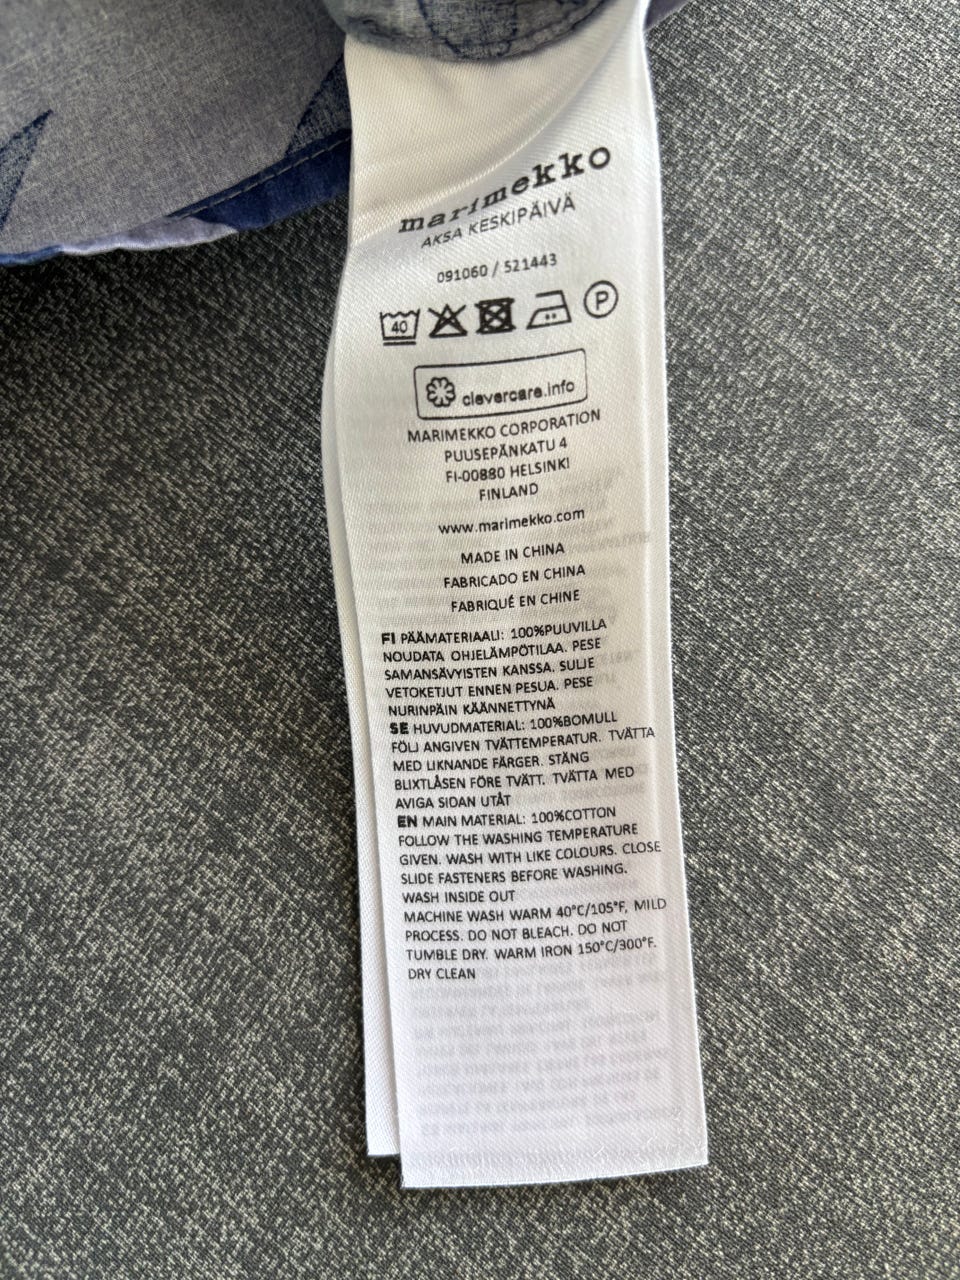 marimekko
AKSA KESKIPÄIVÄ
091060 / 521443
40 P
clevercare.info
MARIMEKKO CORPORATION
PUUSEPÄNKATU 4
FI-00880 HELSINKI
FINLAND
www.marimekko.com
MADE IN CHINA
FABRICADO EN CHINA
FABRIQUÉ EN CHINE
FI PÄÄMATERIAALI: 100%PUUVILLA
NOUDATA OHJELÄMPÖTILAA. PESE
SAMANSÄVYISTEN KANSSA. SULJE
VETOKETJUT ENNEN PESUA. PESE
NURINPÄIN KÄÄNNETTYNÄ
SE HUVUDMATERIAL: 100%BOMULL
FÖLJ ANGIVEN TVÄTTEMPERATUR. TVÄTTA
MED LIKNANDE FÄRGER. STÄNG
BLIXTLÅSEN FÖRE TVÄTT. TVÄTTA MED
AVIGA SIDAN UTÅT
EN MAIN MATERIAL: 100%COTTON
FOLLOW THE WASHING TEMPERATURE
GIVEN. WASH WITH LIKE COLOURS. CLOSE
SLIDE FASTENERS BEFORE WASHING.
WASH INSIDE OUT
MACHINE WASH WARM 40°C/105°F, MILD
PROCESS. DO NOT BLEACH. DO NOT
TUMBLE DRY. WARM IRON 150°C/300°F.
DRY CLEAN